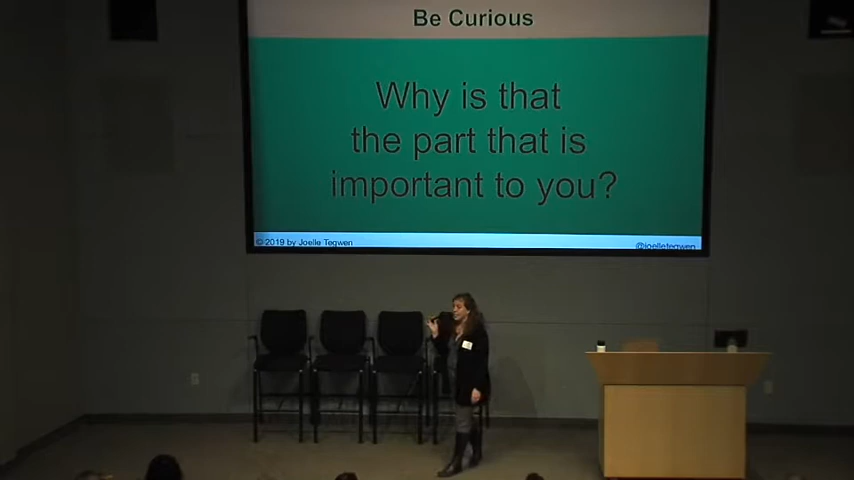 Be Curious
Why is that
the part that is
important to you?
©2019 by Joelle Tegwen
@joelletegwen